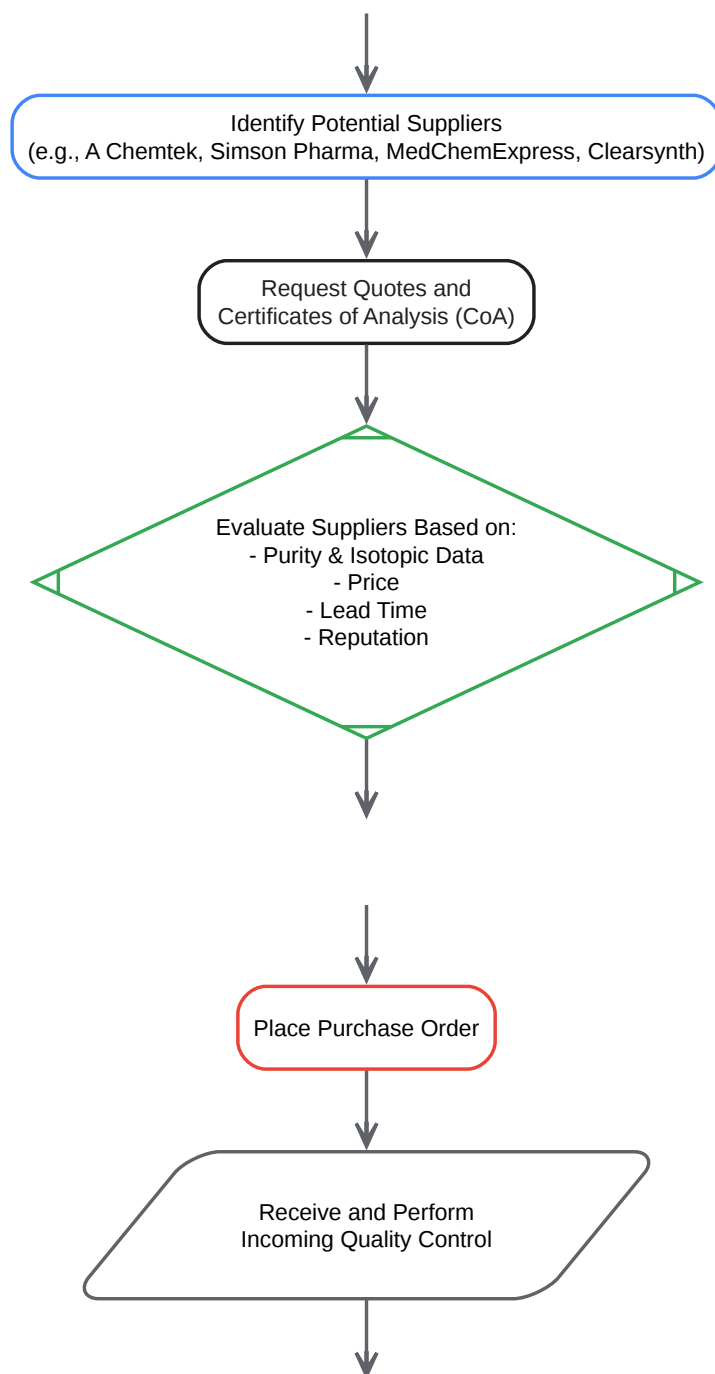 Identify Potential Suppliers
(e.g., A Chemtek, Simson Pharma, MedChemExpress, Clearsynth)
Request Quotes and
Certificates of Analysis (CoA)
Evaluate Suppliers Based on:
- Purity & Isotopic Data
- Price
- Lead Time
- Reputation
Place Purchase Order
Receive and Perform
Incoming Quality Control